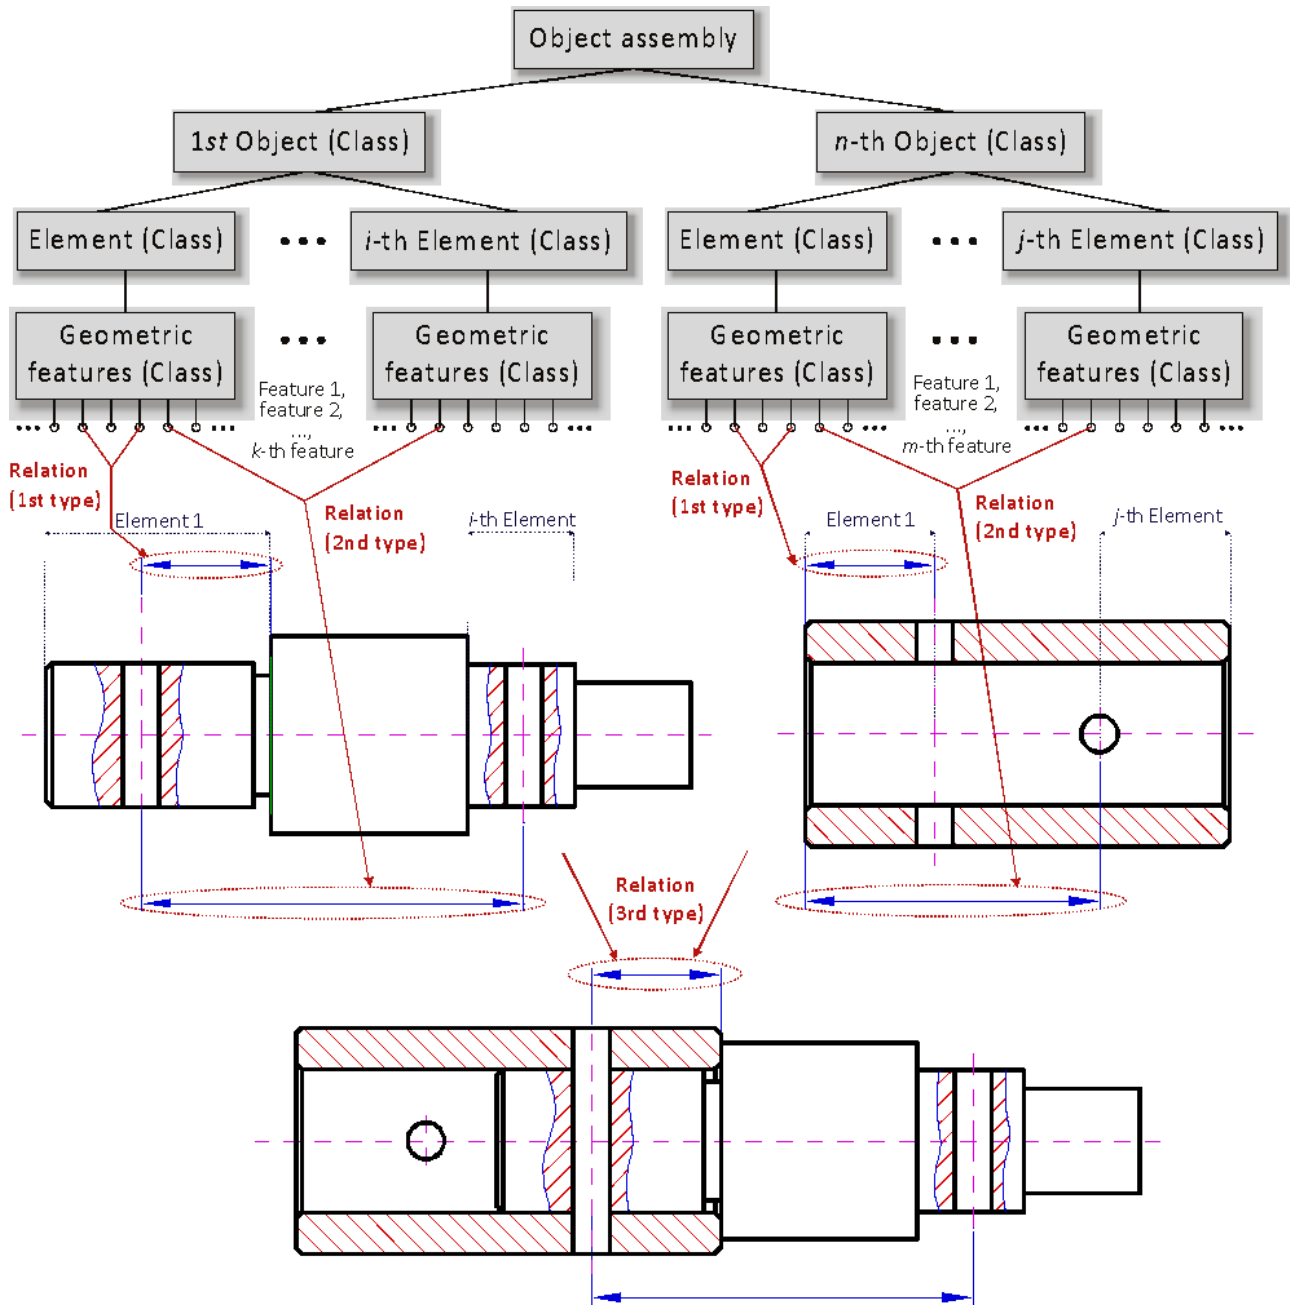 Object assembly
1st Object (Class)
n-th Object (Class)
Element (Class)
i-th Element (Class)
Element (Class)
j-th Element (Class)
Geometric
features (Class)
Feature 1,
feature 2,
...,
k-th feature
Geometric
features (Class)
Geometric
features (Class)
Feature 1,
feature 2,
...,
m-th feature
Geometric
features (Class)
Relation
(1st type)
Element 1
Relation
(2nd type)
i-th Element
Relation
(1st type)
Element 1
Relation
(2nd type)
j-th Element
Relation
(3rd type)